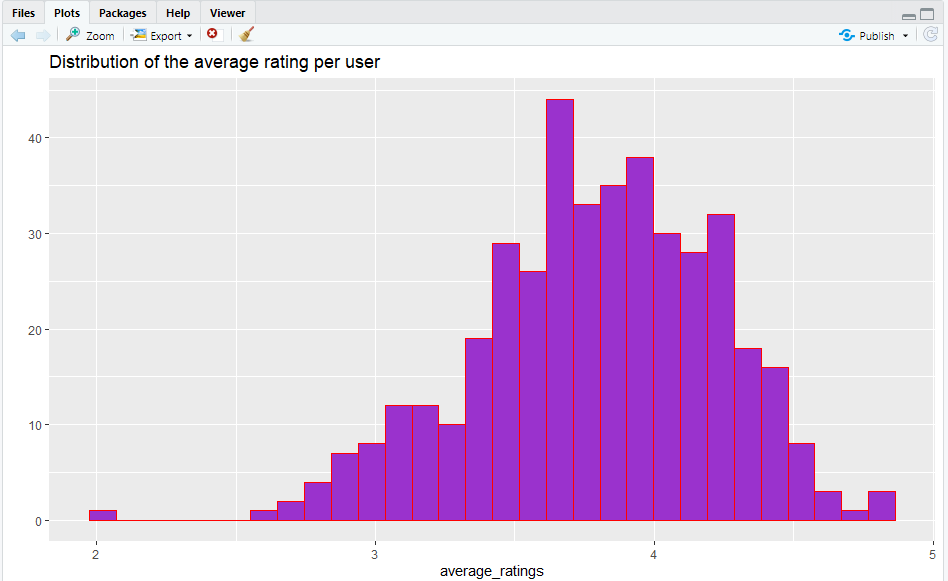 Files Plots Packages Help Viewer
Zoom Export Publish
Distribution of the average rating per user
40
30
20
10
0
2 3 4 5
average_ratings